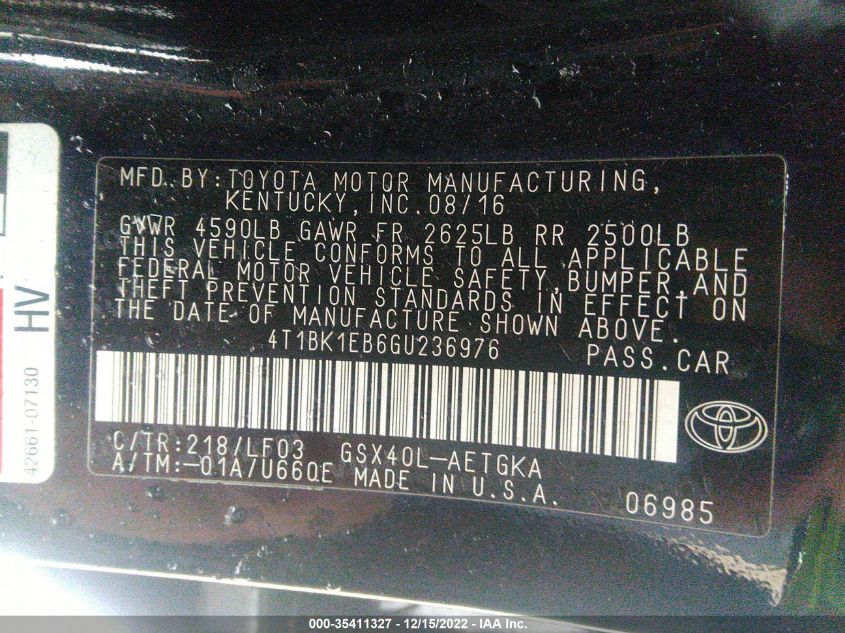 MFD. BY: TOYOTA MOTOR MANUFACTURING,
KENTUCKY, INC. 08/16
GVWR 4590LB GAWR FR 2625LB RR 2500LB
THIS VEHICLE CONFORMS TO ALL APPLICABLE
FEDERAL MOTOR VEHICLE SAFETY, BUMPER, AND
THEFT PREVENTION STANDARDS IN EFFECT ON
THE DATE OF MANUFACTURE SHOWN ABOVE.
4T1BK1EB6GU236976 PASS.CAR
C/TR:218/LF03 GSX40L-AETGKA
A/TM:-01A/U660E MADE IN U.S.A.
06985
HV
42661-07130
000-35411327 - 12/15/2022 - IAA Inc.